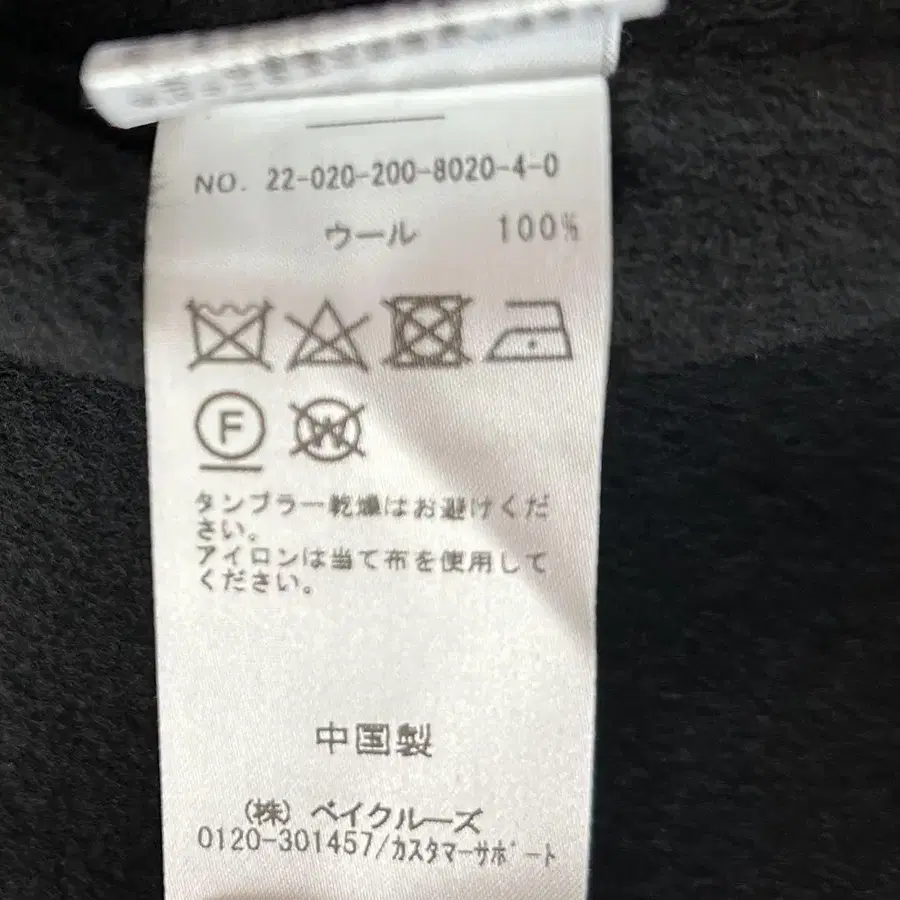 NO. 22-020-200-8020-4-0
ウール 100%
F
W
タンブラー乾燥はお避けくだ
さい。
アイロンは当て布を使用して
ください。
中国製
(株) ベイクルーズ
0120-301457/カスタマーサポート